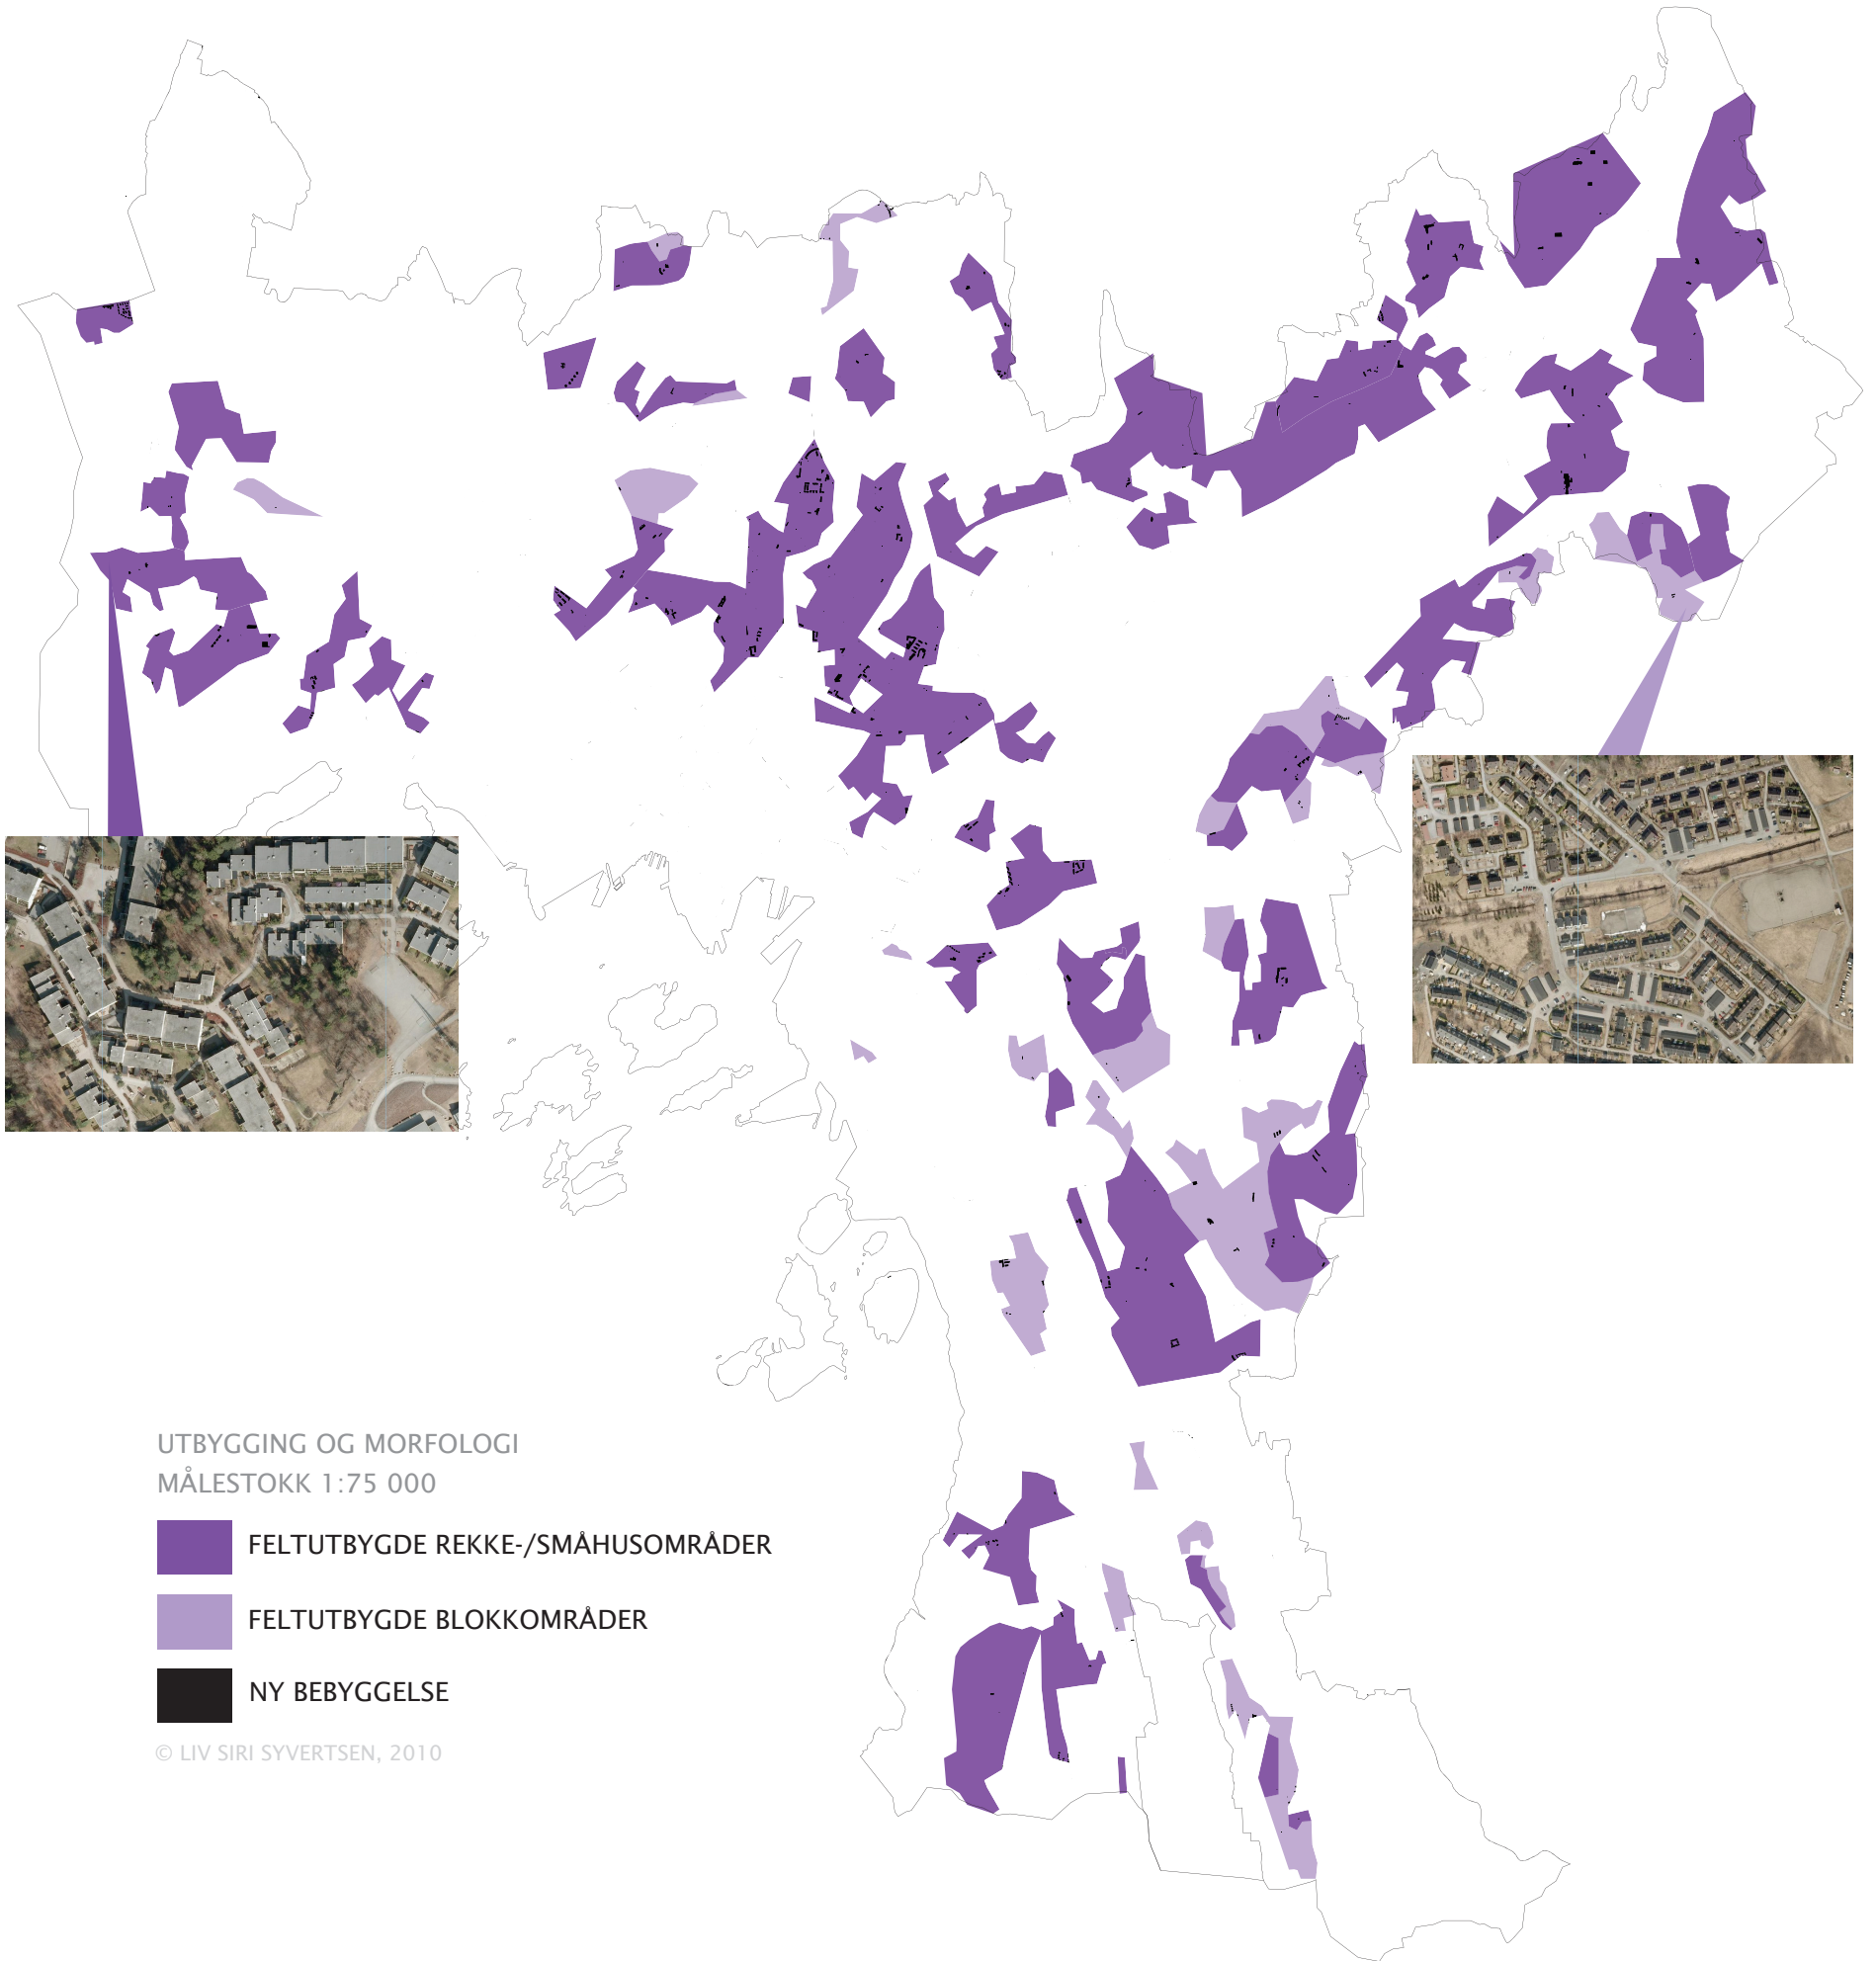 UTBYGGING OG MORFOLOGI
MÅLESTOKK 1:75 000
FELTUTBYGDE REKKE-/SMÅHUSOMRÅDER
FELTUTBYGDE BLOKKOMRÅDER
NY BEBYGGELSE
© LIV SIRI SYVERTSEN, 2010